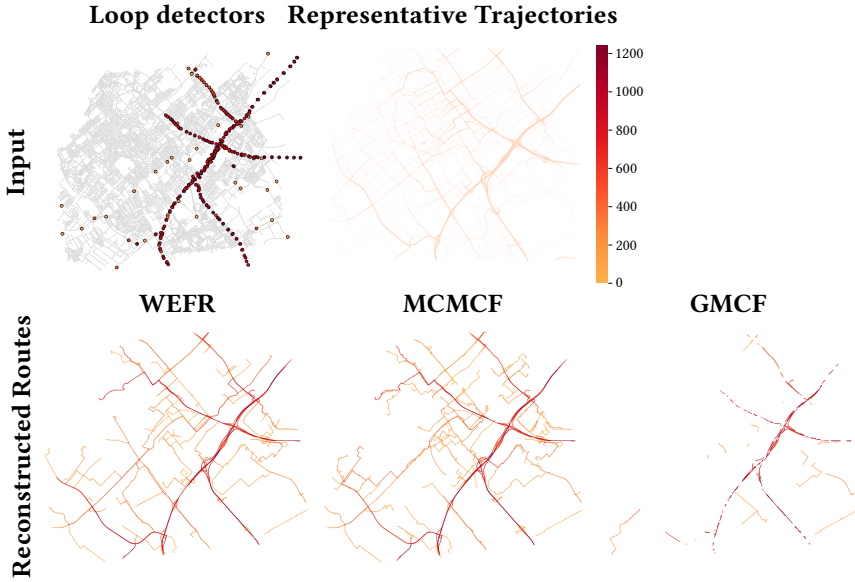 Loop detectors Representative Trajectories
Input
1200
1000
800
600
400
200
0
WEFR MCMCF GMCF
Reconstructed Routes